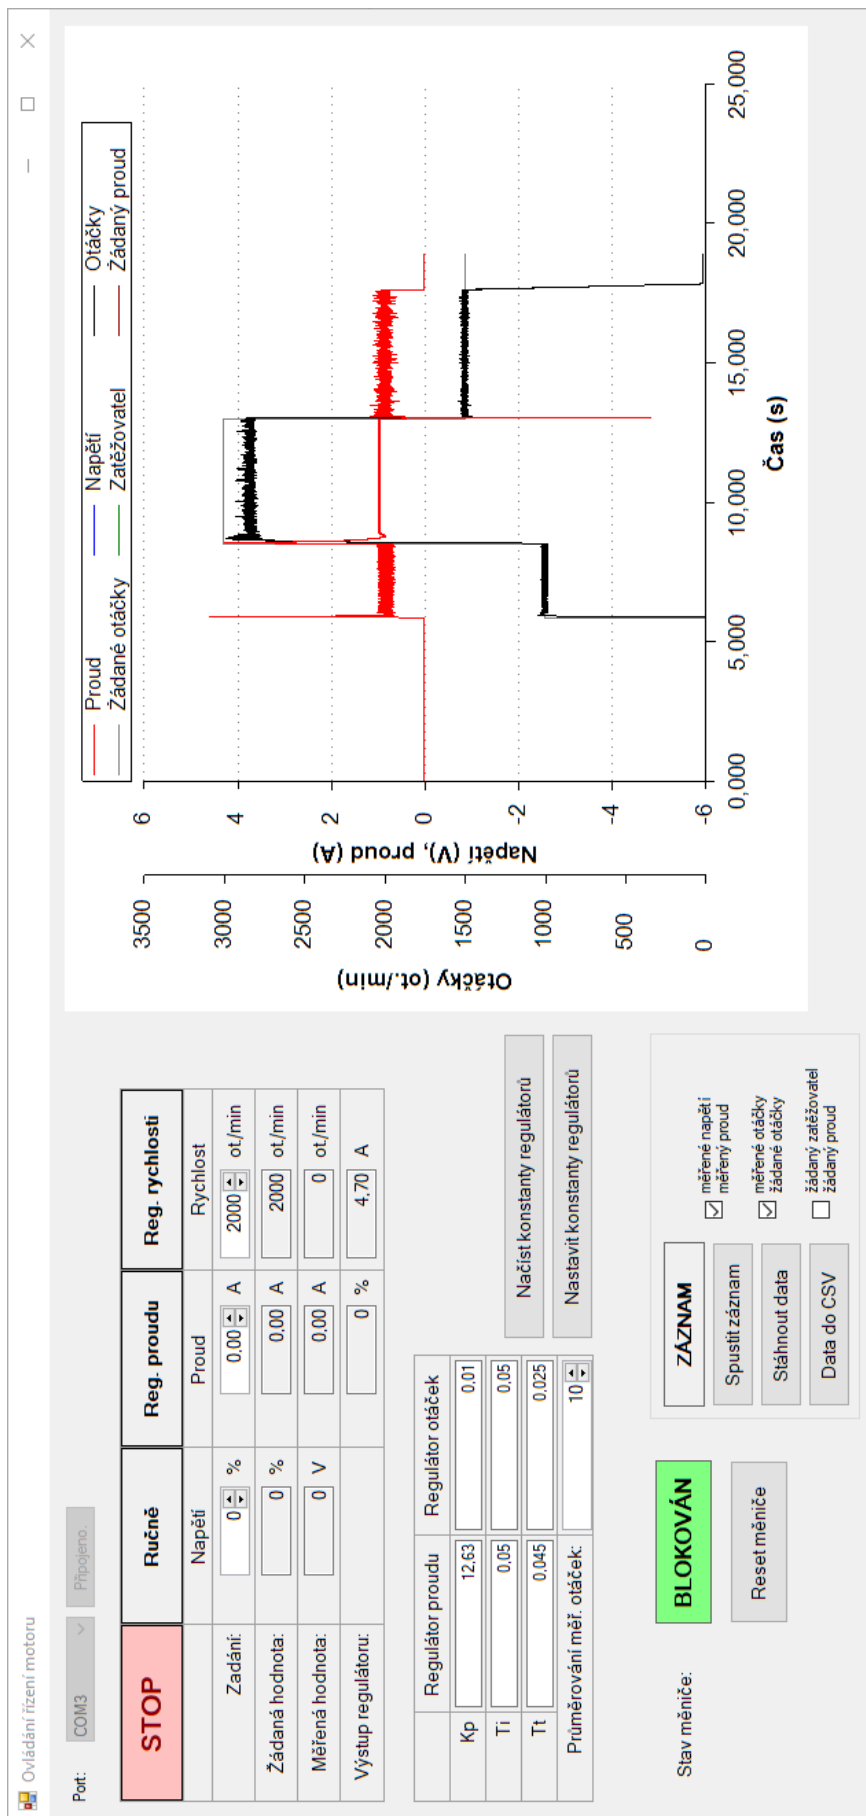 Ovládání řízení motoru
Port: COM3 Připojeno.
STOP Ručně Reg. proudu Reg. rychlosti
Napětí Proud Rychlost
Zadání: 0 % 0,00 A 2000 ot./min
Žádaná hodnota: 0 % 0,00 A 2000 ot./min
Měřená hodnota: 0 V 0,00 A 0 ot./min
Výstup regulátoru: 0 % 4,70 A
Regulátor proudu Regulátor otáček
Kp 12,63 0,01
Ti 0,05 0,05
Tt 0,045 0,025
Průměrování měř. otáček: 10
Načíst konstanty regulátorů
Nastavit konstanty regulátorů
Stav měniče: BLOKOVÁN
Reset měniče
ZÁZNAM
Spustit záznam
Stáhnout data
Data do CSV
měřené napětí
měřený proud
měřené otáčky
žádané otáčky
žádaný zatěžovatel
žádaný proud
Proud Napětí Otáčky
Žádané otáčky Zatěžovatel Žádaný proud
Otáčky (ot./min)
3500
3000
2500
2000
1500
1000
500
0
Napětí (V), proud (A)
6
4
2
0
-2
-4
-6
0,000 5,000 10,000 15,000 20,000 25,000
Čas (s)